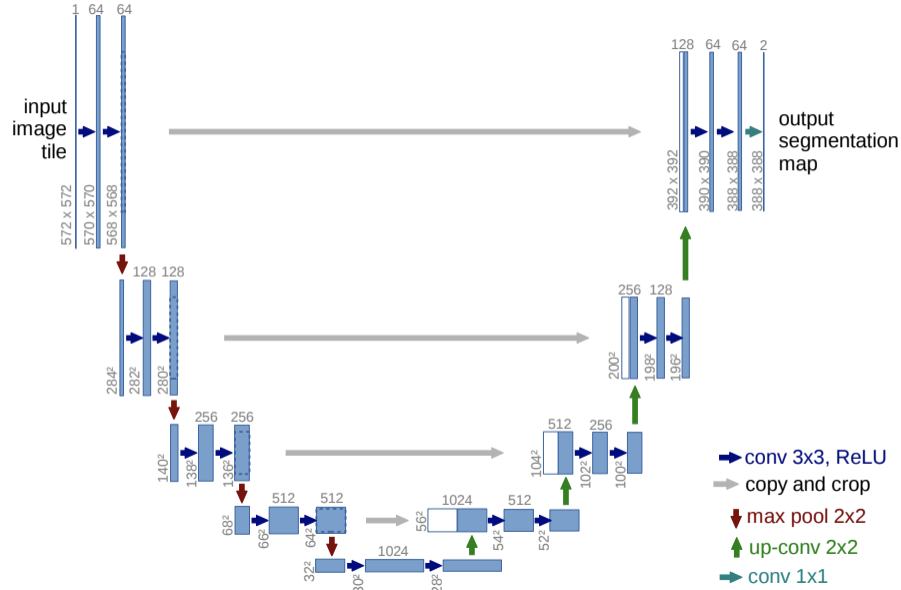 1 64 64
128 64 64 2
input
image
tile
output
segmentation
map
572 x 572
570 x 570
568 x 568
392 x 392
390 x 390
388 x 388
388 x 388
128 128
256 128
284²
282²
280²
200²
198²
196²
256 256
512 256
140²
138²
136²
104²
102²
100²
512 512
1024 512
68²
66²
64²
56²
54²
52²
1024
32²
conv 3x3, ReLU
copy and crop
max pool 2x2
up-conv 2x2
conv 1x1